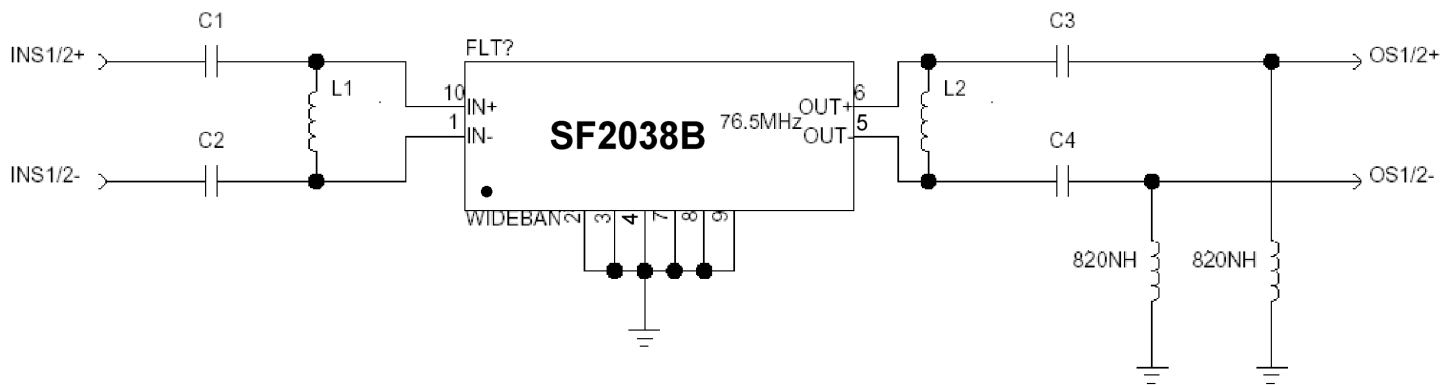 C1
C3
INS1/2+
FLT?
OS1/2+
L1
L2
10
IN+
6
OUT+
1
IN-
SF2038B
76.5MHz
5
OUT-
C2
C4
INS1/2-
OS1/2-
WIDEBAN
2
3
4
7
8
9
820NH
820NH